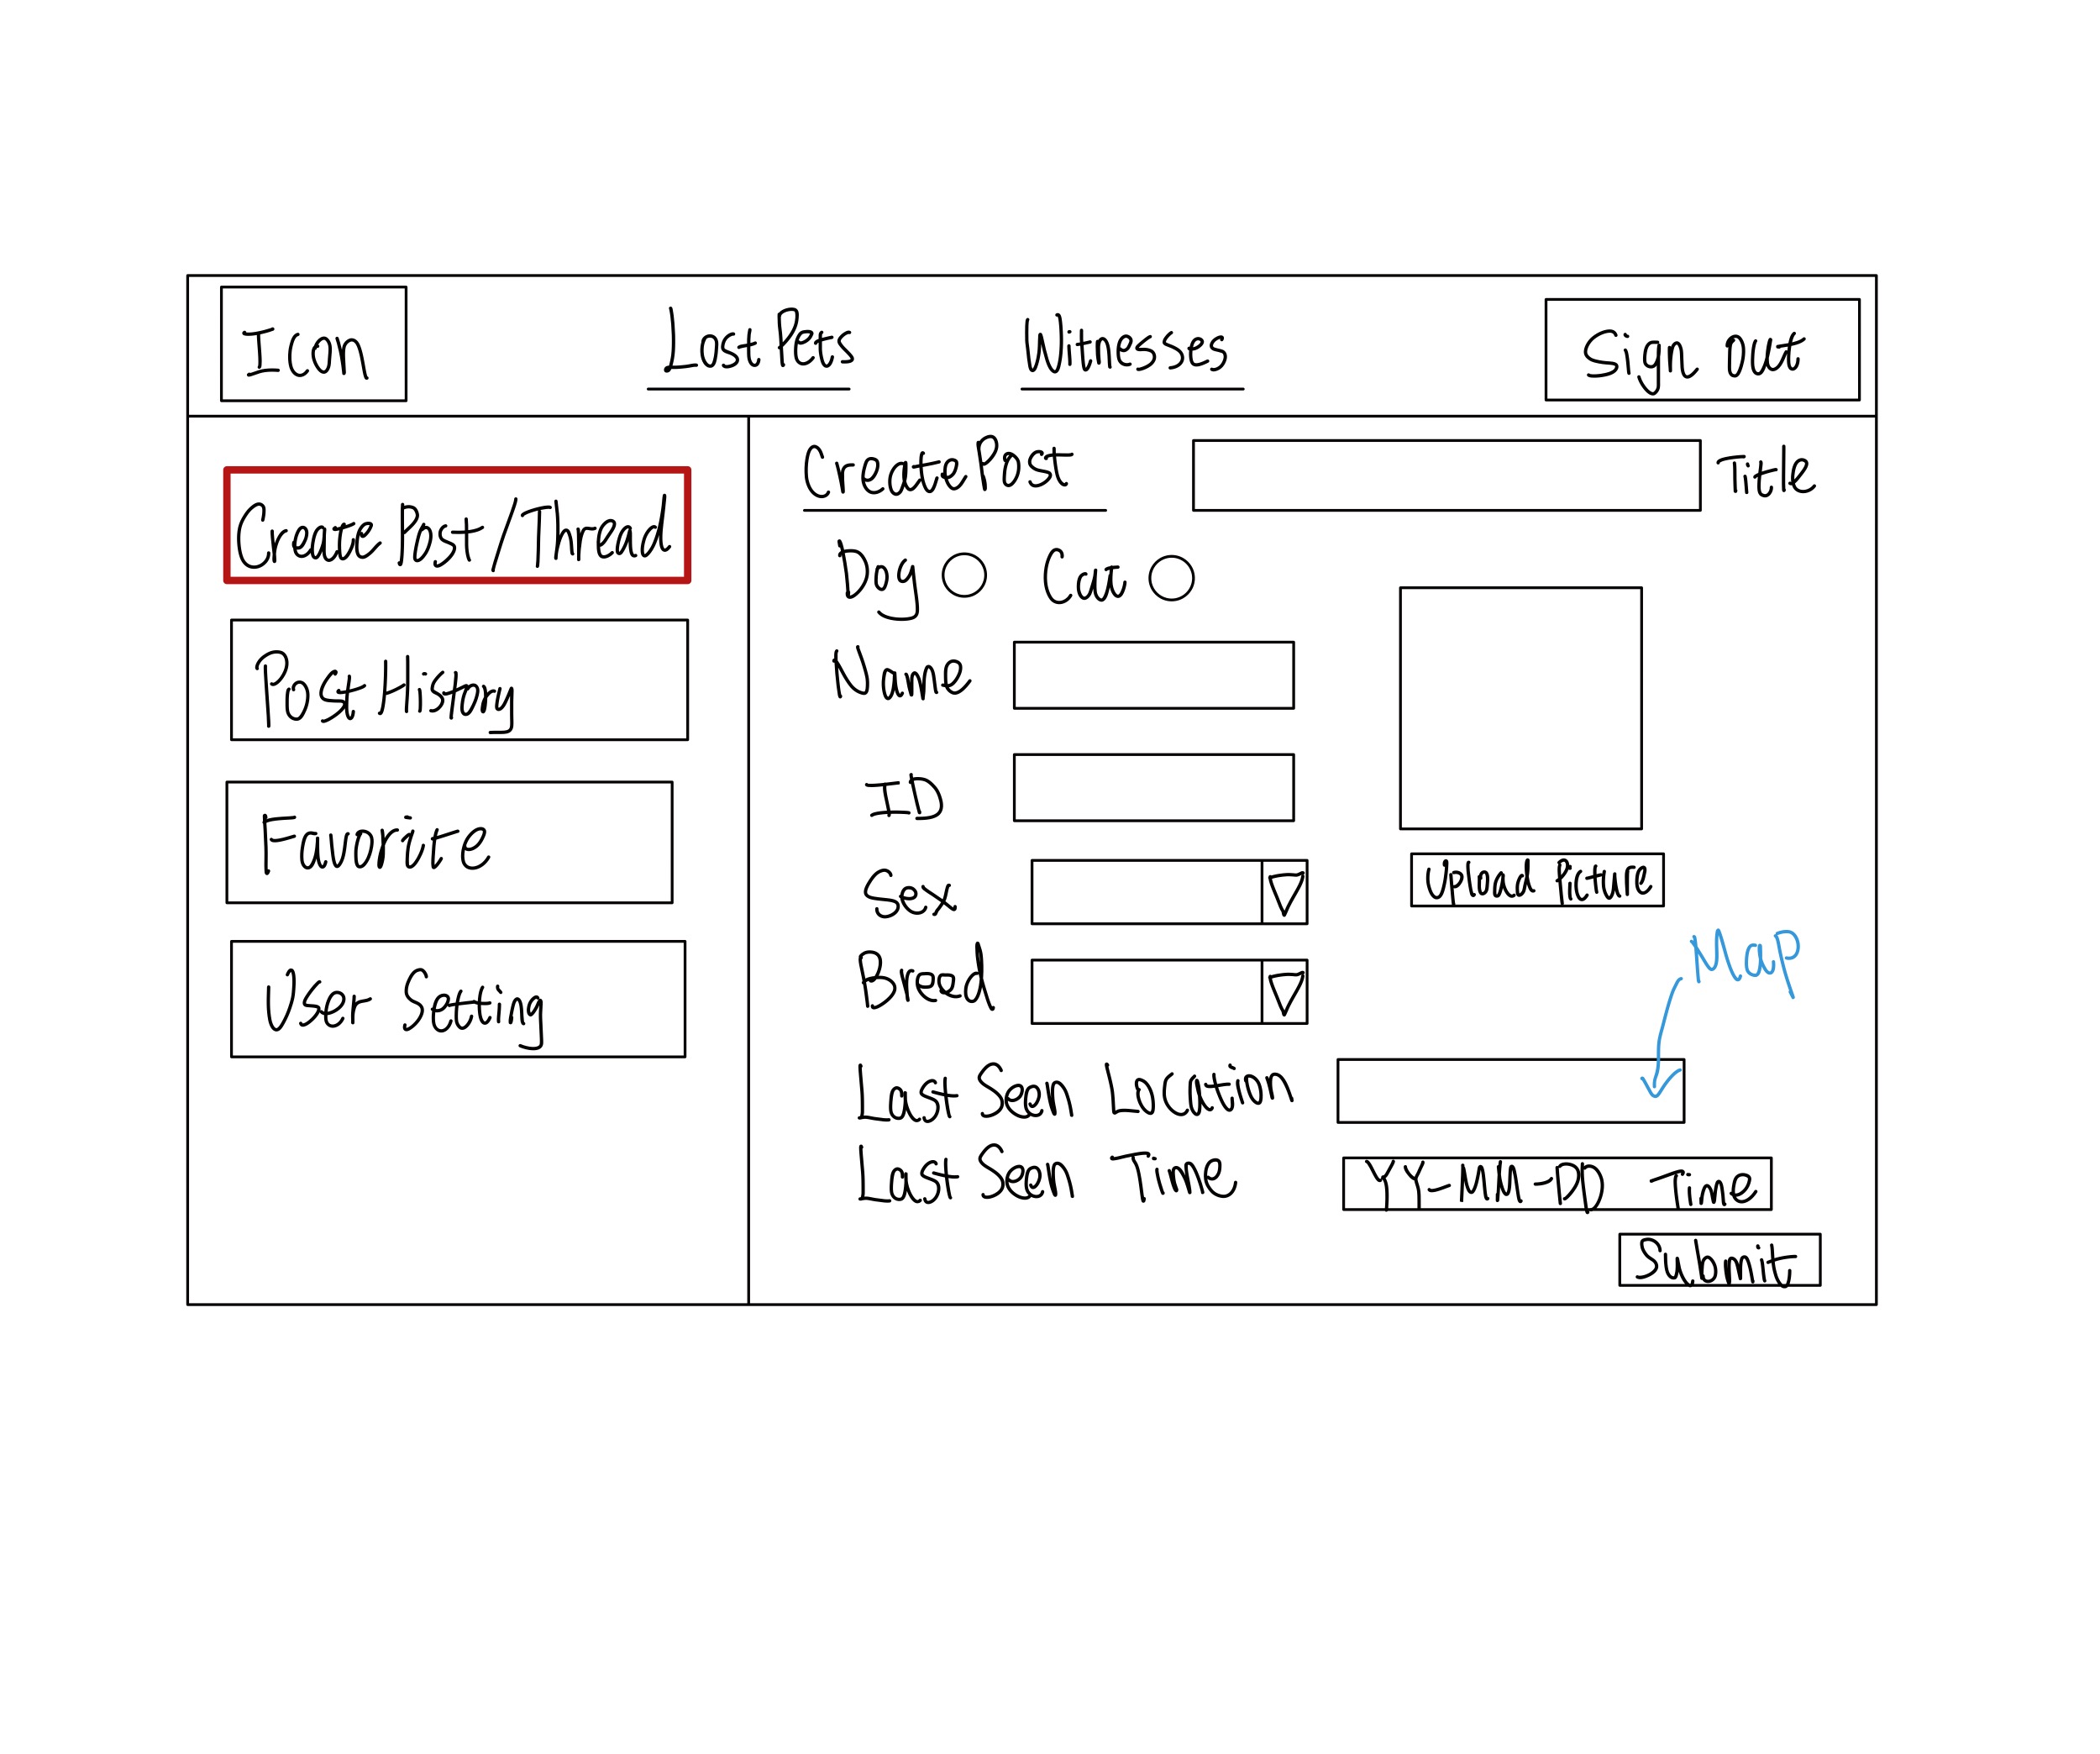 Icon
Lost Pets
Witnesses
Sign out
Create Post/Thread
Post History
Favorite
User Setting
Create Post
Title
Dog
Cat
Name
ID
Sex
Breed
Upload Picture
Map
Last Seen Location
Last Seen Time
YY-MM-DD Time
Submit